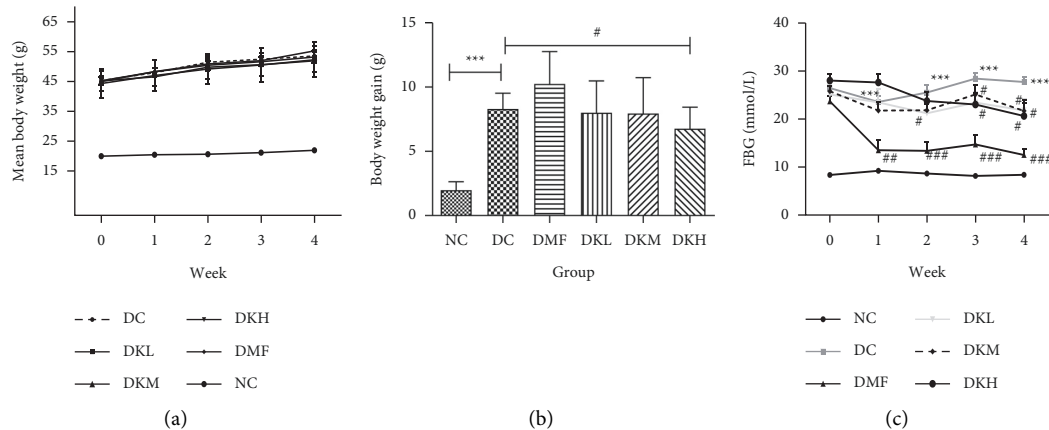 Mean body weight (g)
65
55
45
35
25
15
0
1
2
3
4
Week
DC
DKH
DKL
DMF
DKM
NC
(a)
Body weight gain (g)
15
10
5
0
***
#
NC
DC
DMF
DKL
DKM
DKH
Group
(b)
FBG (mmol/L)
40
30
20
10
0
***
***
***
***
#
#
#
#
#
#
##
###
###
###
0
1
2
3
4
Week
NC
DKL
DC
DKM
DMF
DKH
(c)